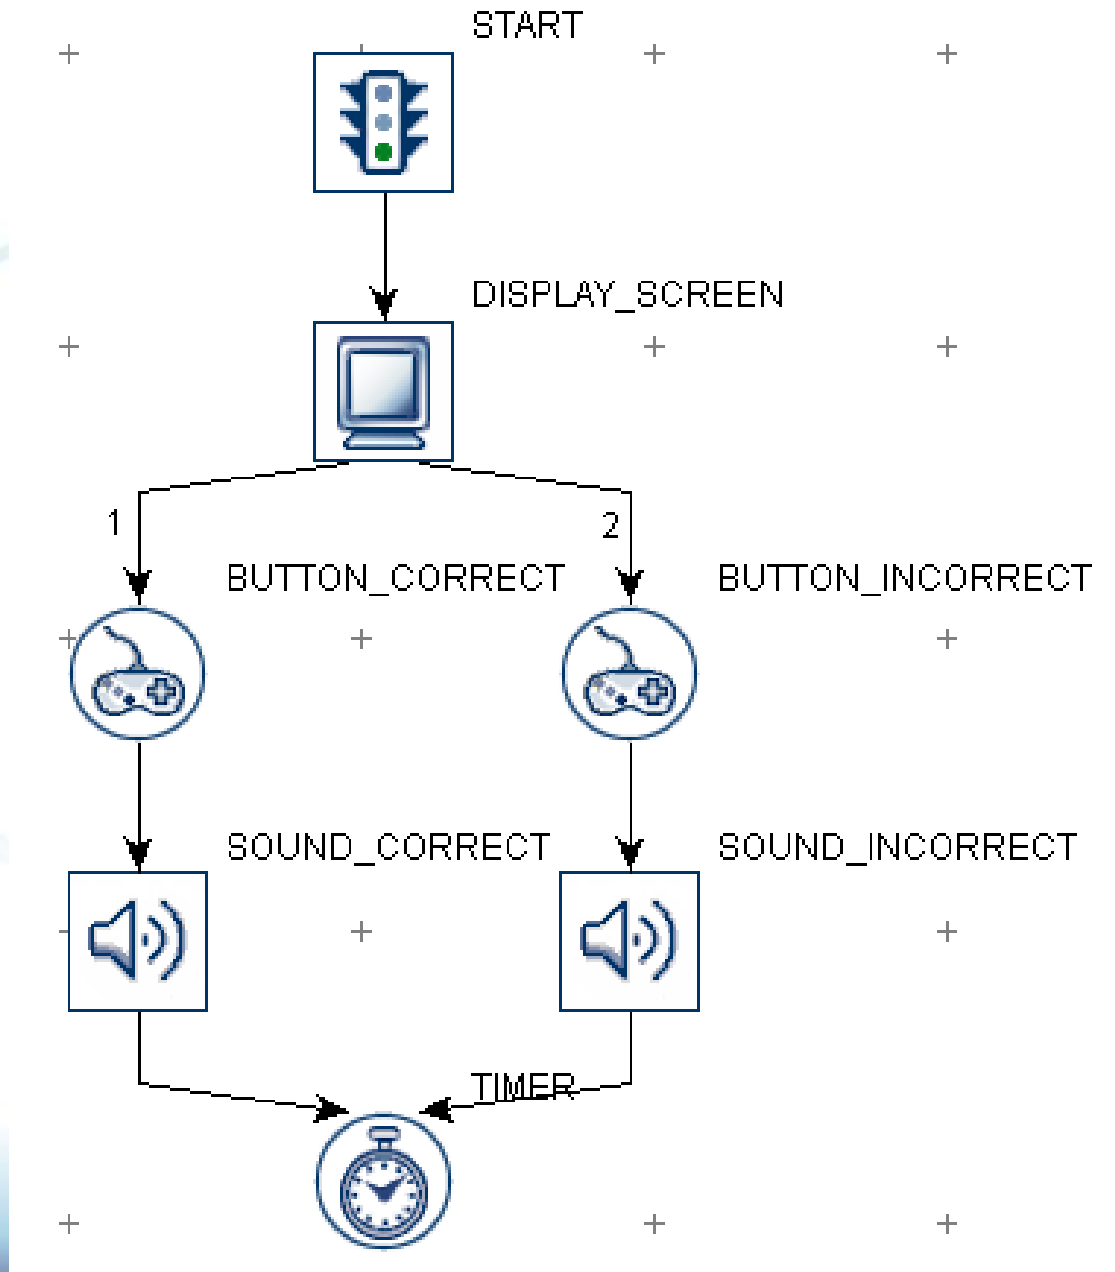 START
DISPLAY_SCREEN
1
2
BUTTON_CORRECT
BUTTON_INCORRECT
SOUND_CORRECT
SOUND_INCORRECT
TIMER